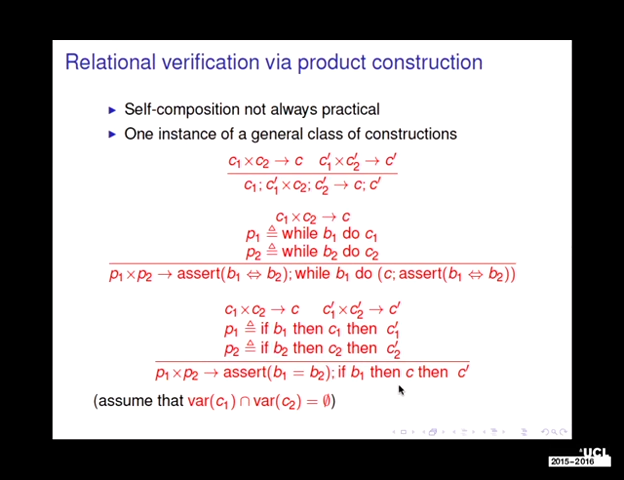 Relational verification via product construction
► Self-composition not always practical
► One instance of a general class of constructions
c₁ × c₂ → c   c′₁ × c′₂ → c′
c₁; c′₁ × c₂; c′₂ → c; c′
c₁ × c₂ → c
p₁ ≜ while b₁ do c₁
p₂ ≜ while b₂ do c₂
p₁ × p₂ → assert(b₁ ⇔ b₂); while b₁ do (c; assert(b₁ ⇔ b₂))
c₁ × c₂ → c   c′₁ × c′₂ → c′
p₁ ≜ if b₁ then c₁ then c′₁
p₂ ≜ if b₂ then c₂ then c′₂
p₁ × p₂ → assert(b₁ = b₂); if b₁ then c then c′
(assume that var(c₁) ∩ var(c₂) = ∅)
UCL
2015-2016